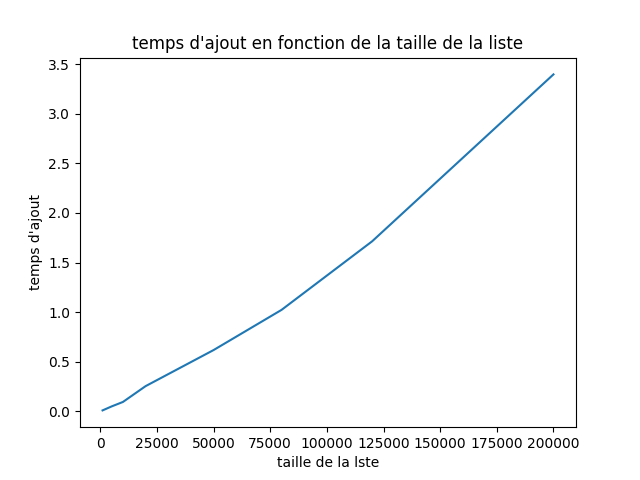 temps d'ajout en fonction de la taille de la liste
3.5
3.0
2.5
2.0
1.5
1.0
0.5
0.0
temps d'ajout
0 25000 50000 75000 100000 125000 150000 175000 200000
taille de la lste